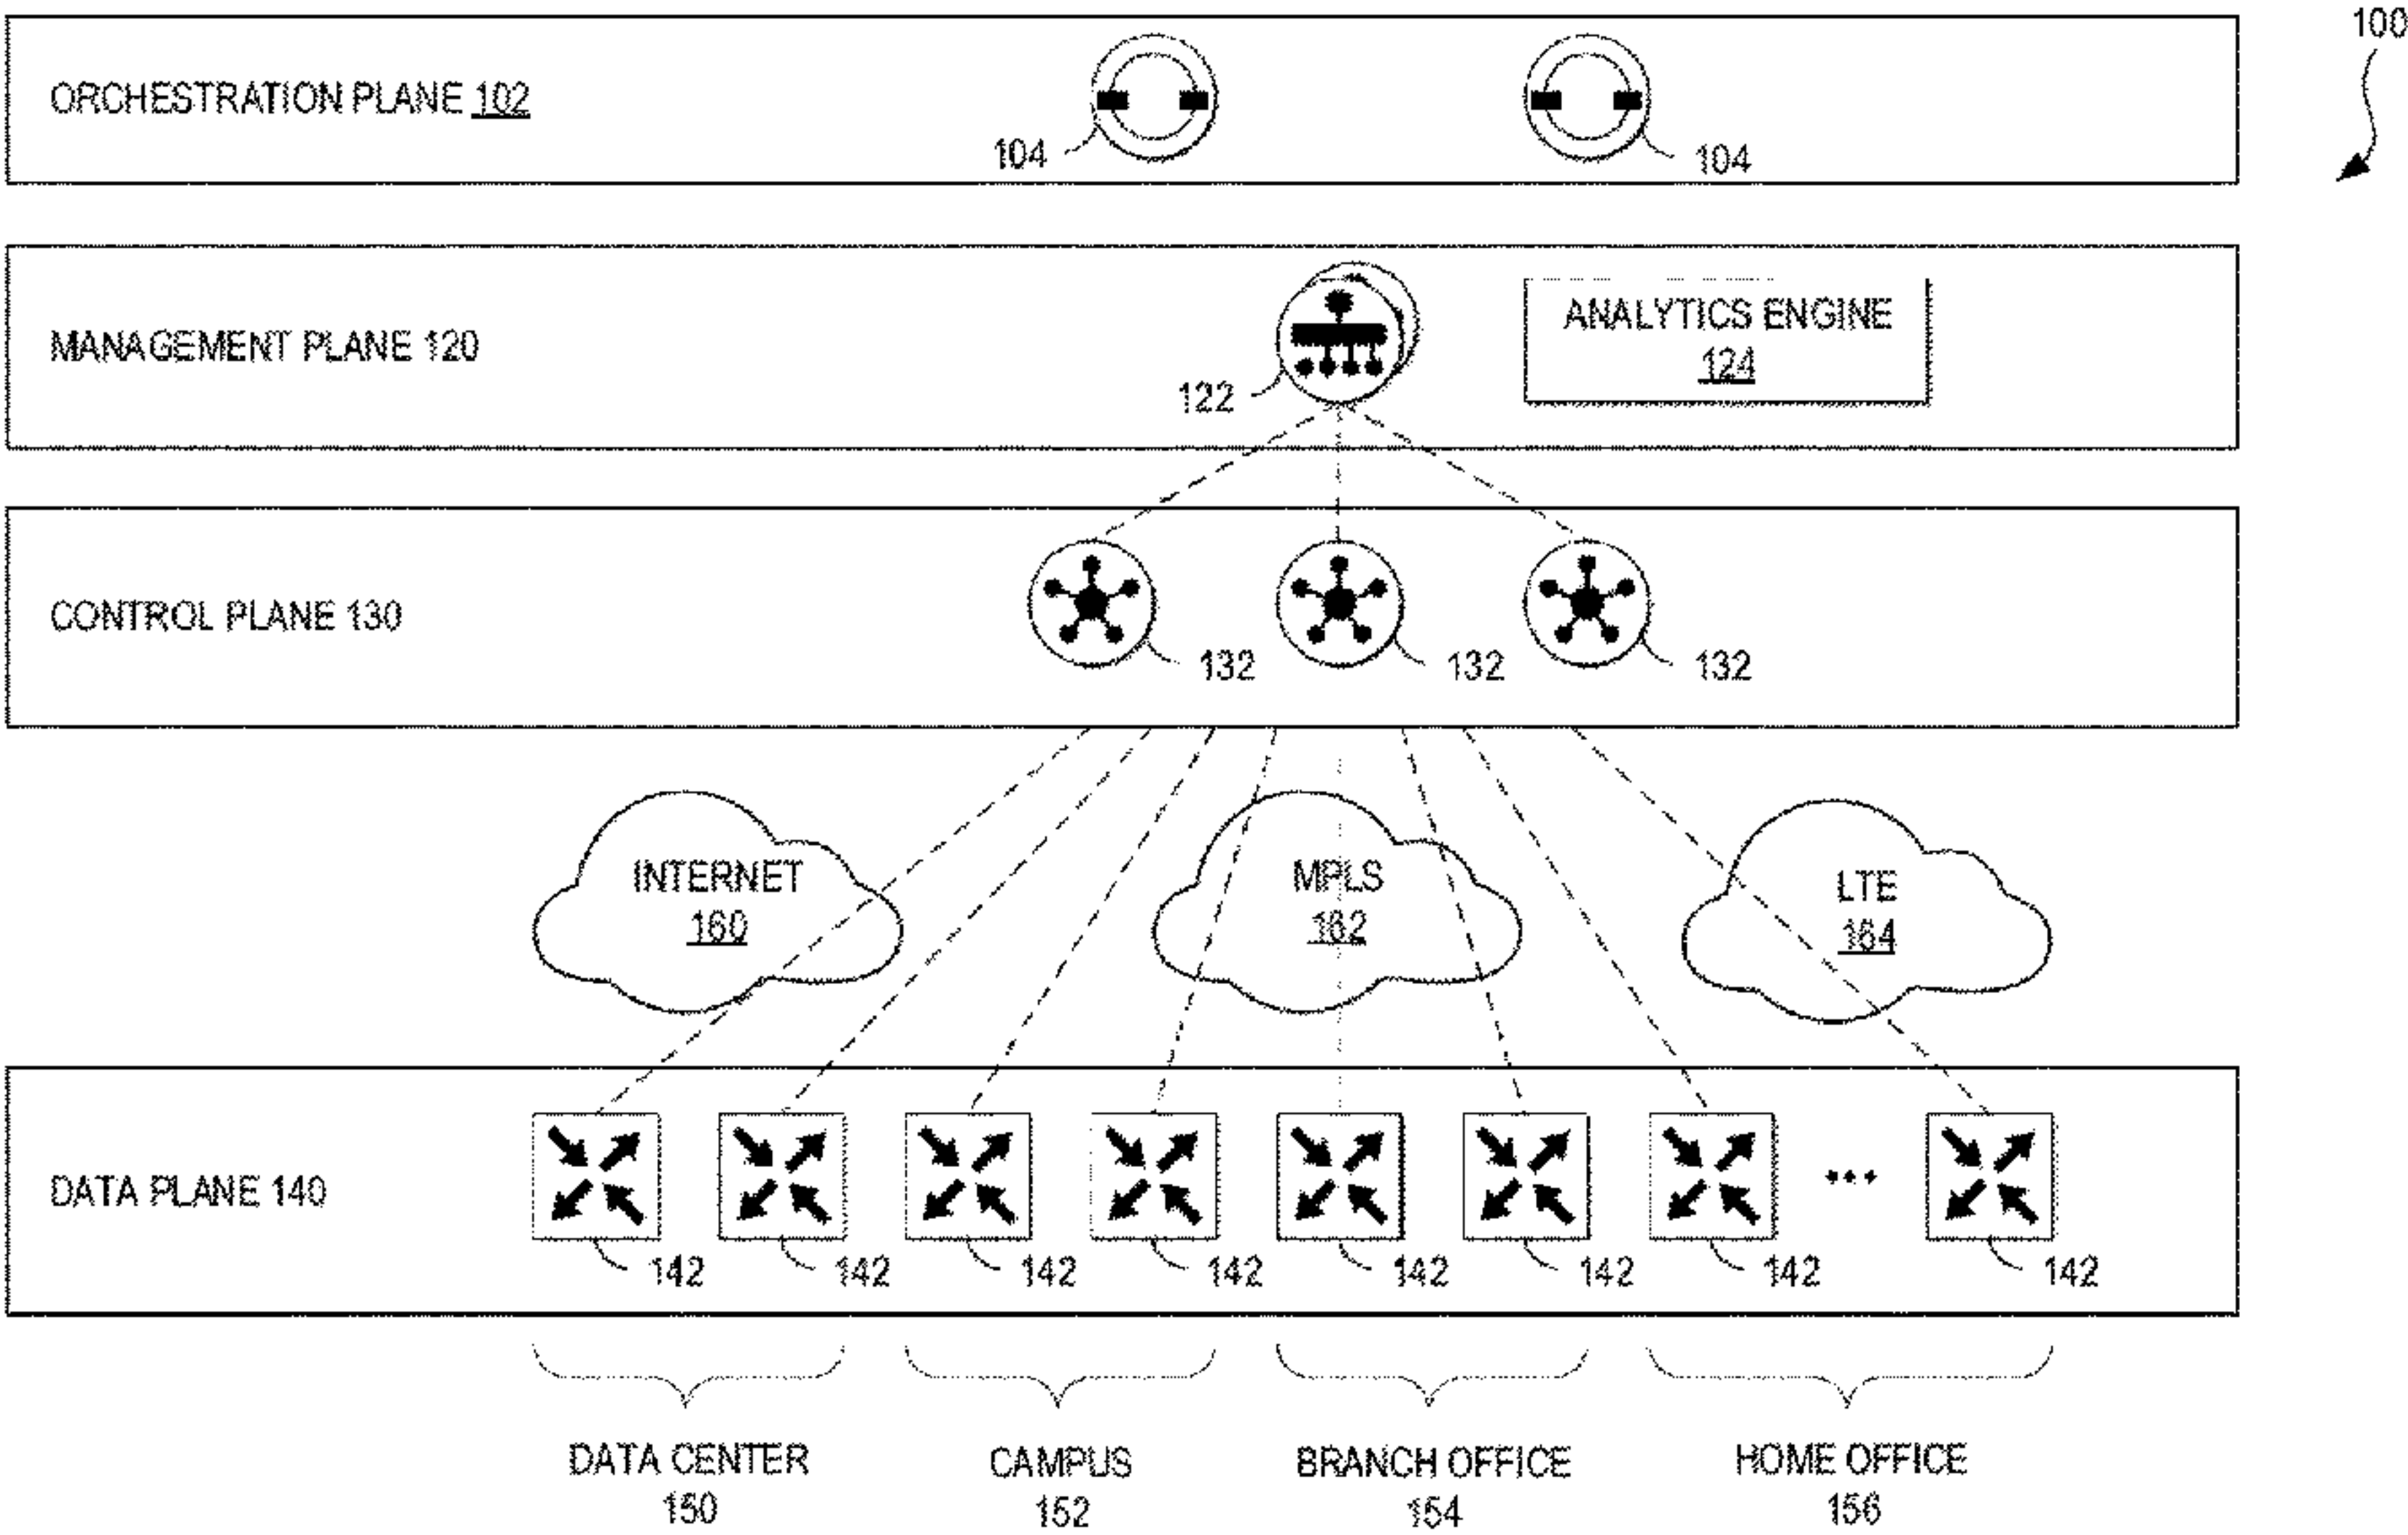 100
ORCHESTRATION PLANE 102
104
104
MANAGEMENT PLANE 120
122
ANALYTICS ENGINE
124
CONTROL PLANE 130
132
132
132
INTERNET
160
MPLS
162
LTE
164
DATA PLANE 140
142
142
142
142
142
142
142
142
DATA CENTER
150
CAMPUS
152
BRANCH OFFICE
154
HOME OFFICE
156